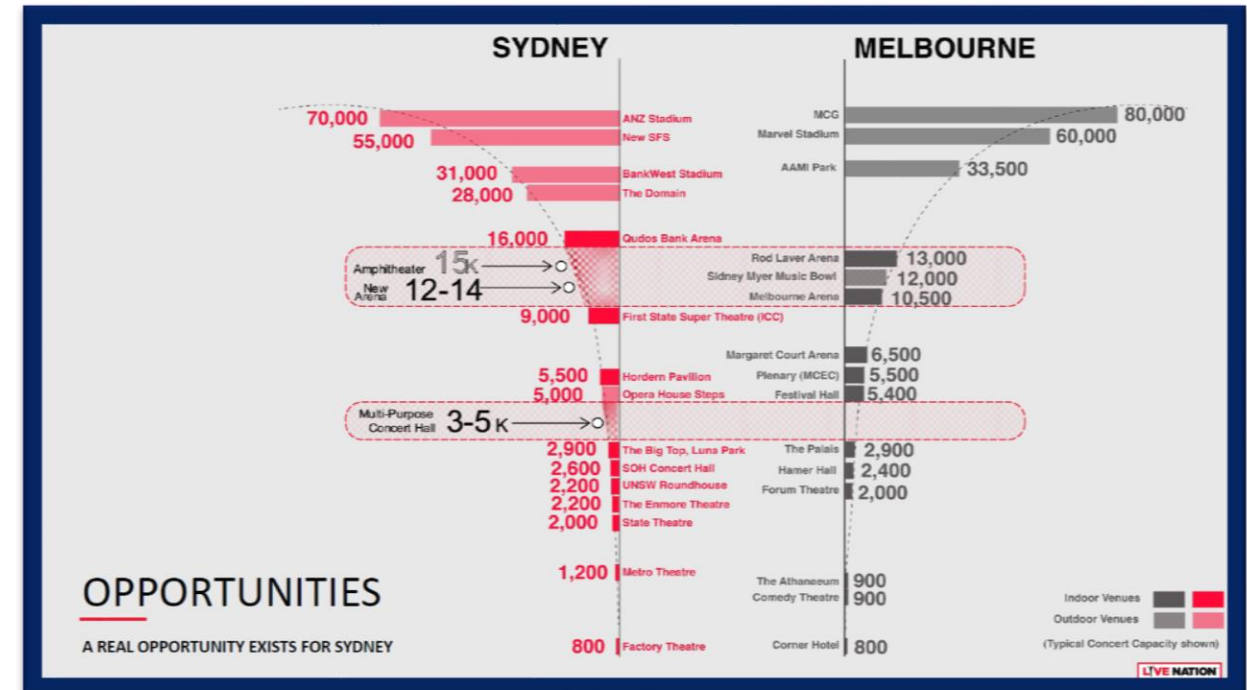 SYDNEY
MELBOURNE
70,000 ANZ Stadium
55,000 New SFS
31,000 BankWest Stadium
28,000 The Domain
16,000 Qudos Bank Arena
Amphitheater 15K
New Arena 12-14
9,000 First State Super Theatre (ICC)
5,500 Hordern Pavilion
5,000 Opera House Steps
Multi-Purpose
Concert Hall 3-5 K
2,900 The Big Top, Luna Park
2,600 SOH Concert Hall
2,200 UNSW Roundhouse
2,200 The Enmore Theatre
2,000 State Theatre
1,200 Metro Theatre
800 Factory Theatre
MCG 80,000
Marvel Stadium 60,000
AAMI Park 33,500
Rod Laver Arena 13,000
Sidney Myer Music Bowl 12,000
Melbourne Arena 10,500
Margaret Court Arena 6,500
Plenary (MCEC) 5,500
Festival Hall 5,400
The Palais 2,900
Hamer Hall 2,400
Forum Theatre 2,000
The Athanaeum 900
Comedy Theatre 900
Corner Hotel 800
OPPORTUNITIES
A REAL OPPORTUNITY EXISTS FOR SYDNEY
Indoor Venues
Outdoor Venues
(Typical Concert Capacity shown)
LIVE NATION